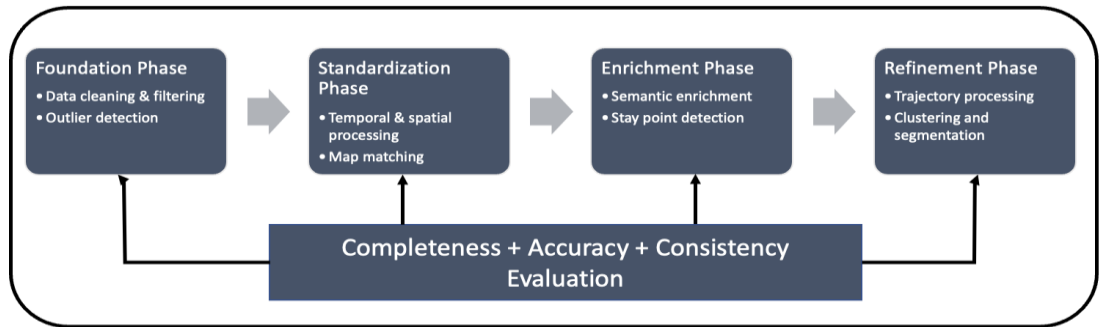 Foundation Phase
• Data cleaning & filtering
• Outlier detection
Standardization
Phase
• Temporal & spatial
processing
• Map matching
Enrichment Phase
• Semantic enrichment
• Stay point detection
Refinement Phase
• Trajectory processing
• Clustering and
segmentation
Completeness + Accuracy + Consistency
Evaluation